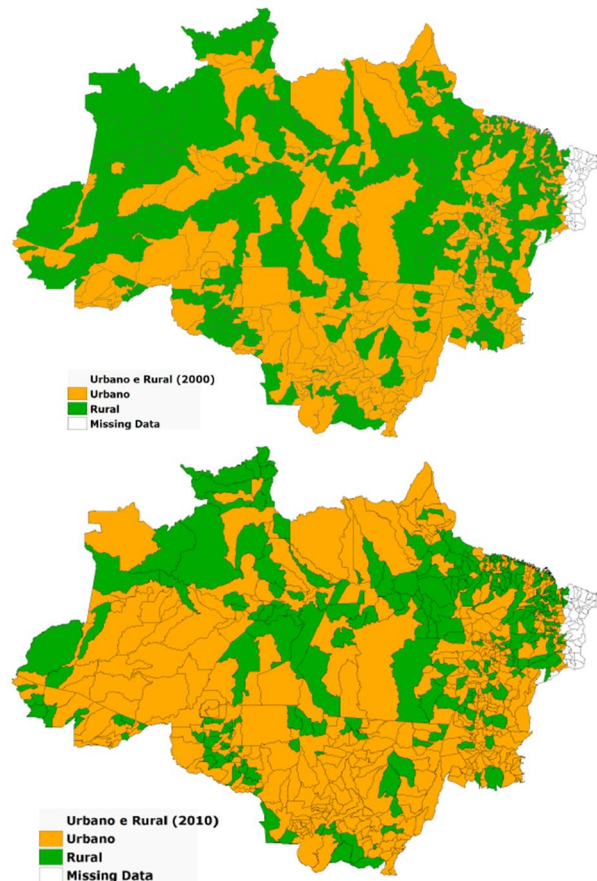 Urbano e Rural (2000)
Urbano
Rural
Missing Data
Urbano e Rural (2010)
Urbano
Rural
Missing Data